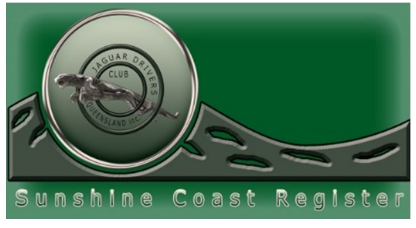 JAGUAR DRIVERS
CLUB
QUEENSLAND INC.
Sunshine Coast Register